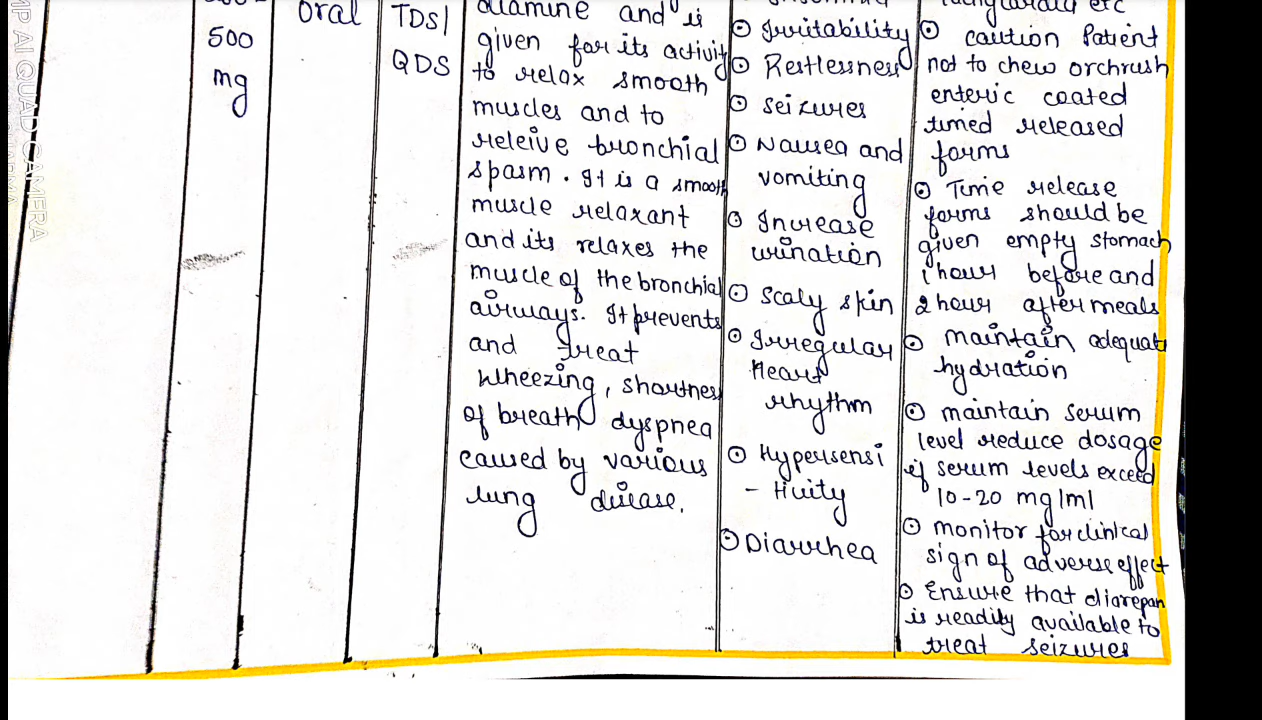 500
mg
oral
TDS/
QDS
and is
given for its activit
to relax smooth
muscles and to
releive bronchial
spasm. It is a smooth
muscle relaxant
and its relaxes the
muscle of the bronchial
airways. It prevents
and treat
wheezing, shortness
of breath dyspnea
caused by various
lung disease.
⊙ Irritability
⊙ Restlessness
⊙ seizures
⊙ Nausea and
vomiting
⊙ Increase
urination
⊙ scaly skin
⊙ Irregular
Heart
rhythm
⊙ Hypersensi
- tivity
⊙ Diarrhea
etc
⊙ caution Patient
not to chew or crush
enteric coated
timed released
forms
⊙ Time release
forms should be
given empty stomach
1 hour before and
2 hour after meals
⊙ maintain adequate
hydration
⊙ maintain serum
level reduce dosage
if serum levels exceed
10-20 mg/ml
⊙ monitor for clinical
sign of adverse effect
⊙ Ensure that diazepam
is readily available to
treat seizures
MP AI QUAD CAMERA